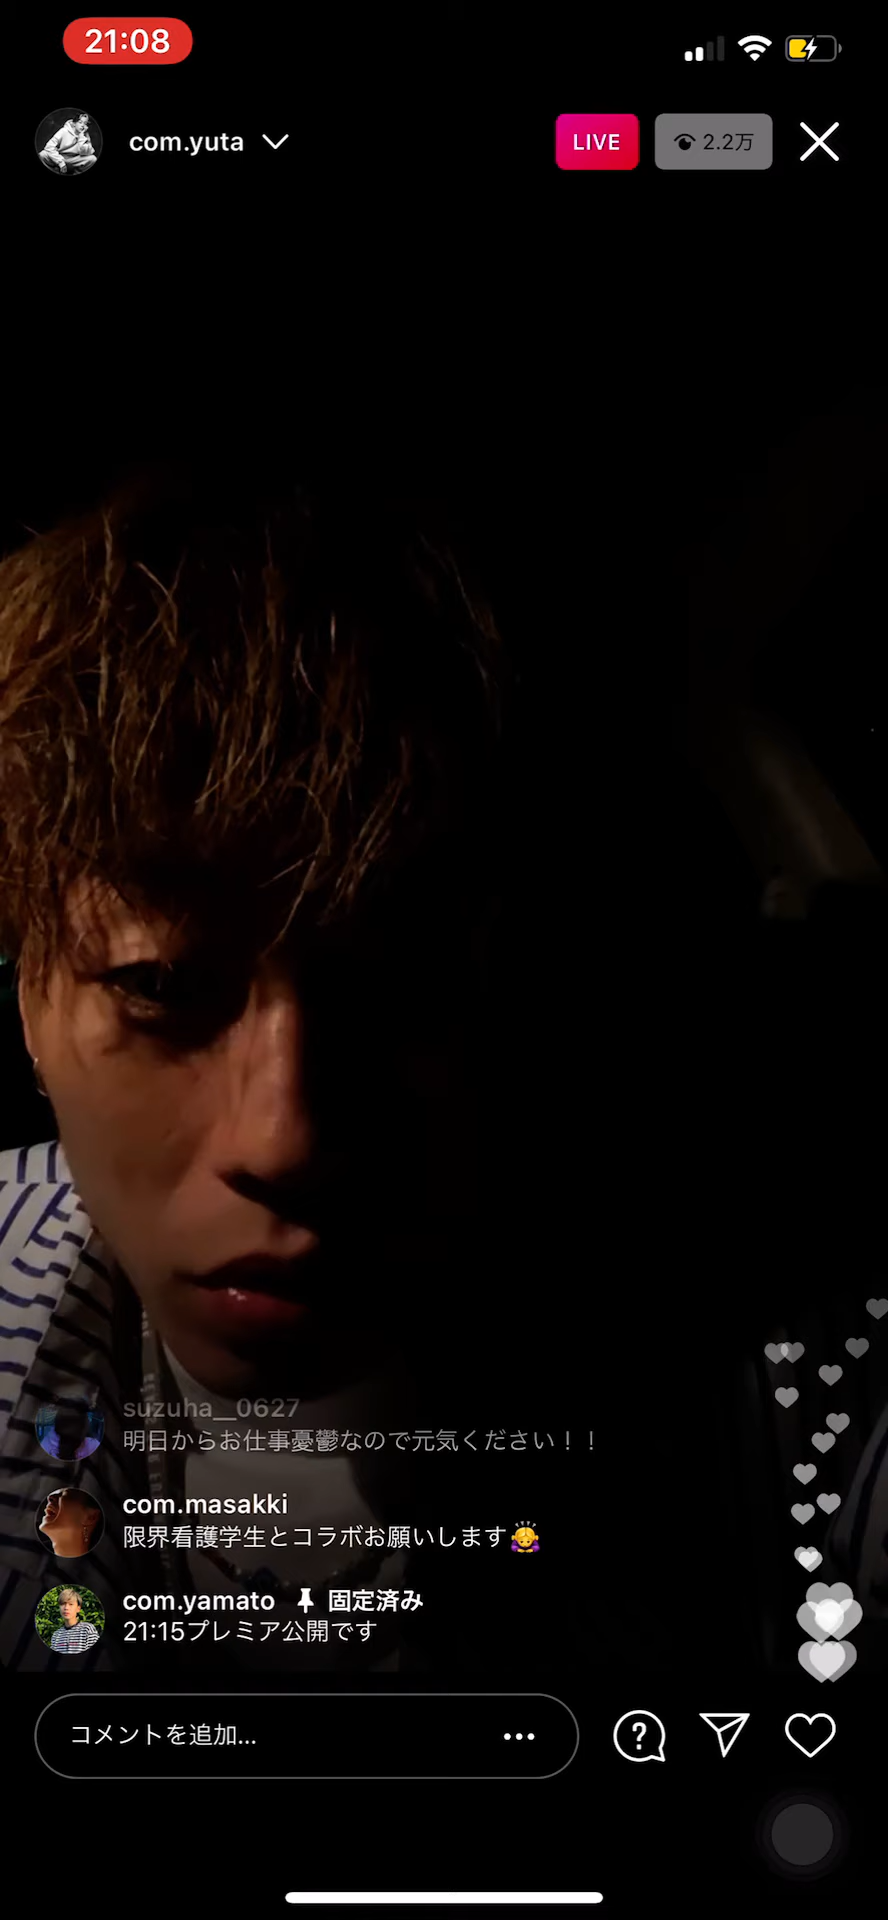 21:08
com.yuta
LIVE
2.2万
suzuha__0627
明日からお仕事憂鬱なので元気ください！！
com.masakki
限界看護学生とコラボお願いします🙇‍♀️
com.yamato 📌 固定済み
21:15プレミア公開です
コメントを追加...